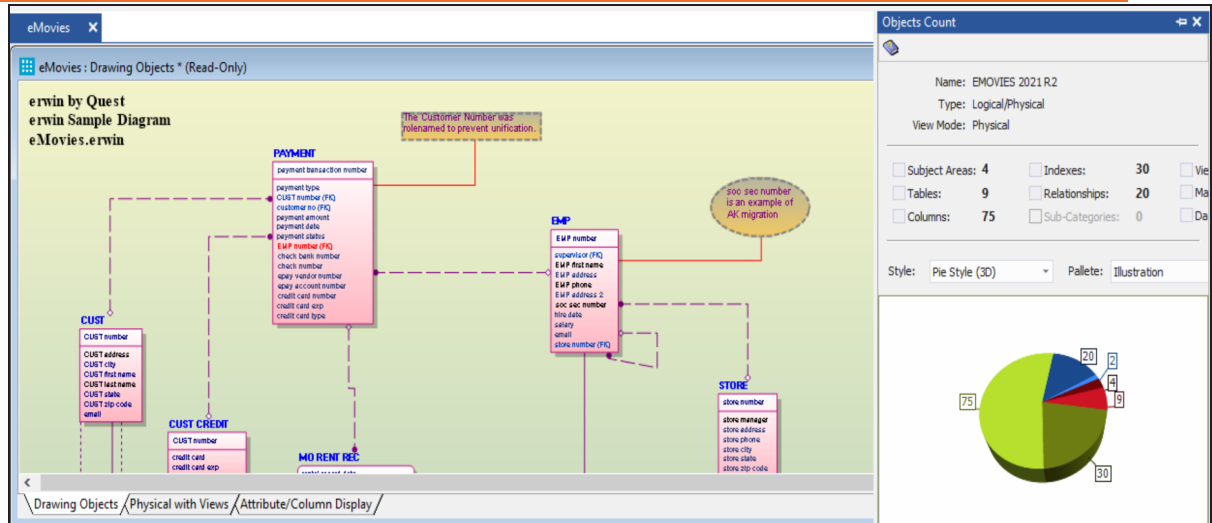 eMovies X
eMovies : Drawing Objects * (Read-Only)
erwin by Quest
erwin Sample Diagram
eMovies.erwin
The Customer Number was
rolenamed to prevent unification.
PAYMENT
payment transaction number
payment type
CUST number (FK)
customer no (FK)
payment amount
payment date
payment status
EMP number (FK)
check bank number
check number
epay vendor number
epay account number
credit card number
credit card exp
credit card type
soc sec number
is an example of
AK migration
EMP
EMP number
supervisor (FK)
EMP first name
EMP address
EMP phone
EMP address 2
soc sec number
hire date
salary
email
store number (FK)
CUST
CUST number
CUST address
CUST city
CUST first name
CUST last name
CUST state
CUST zip code
email
CUST CREDIT
CUST number
credit card
credit card exp
MO RENT REC
STORE
store number
store manager
store address
store phone
store city
store state
store zip code
Drawing Objects / Physical with Views / Attribute/Column Display /
Objects Count
Name: EMOVIES 2021 R2
Type: Logical/Physical
View Mode: Physical
Subject Areas: 4 Indexes: 30 Vie
Tables: 9 Relationships: 20 Ma
Columns: 75 Sub-Categories: 0 Da
Style: Pie Style (3D) Pallete: Illustration
20
2
4
9
75
30